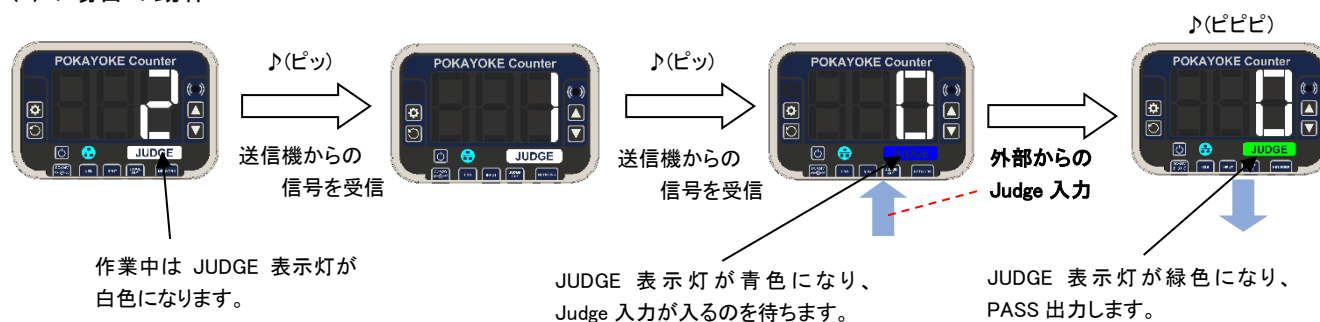 ♪(ピピピ)
POKAYOKE Counter
2
JUDGE
♪(ピッ)
送信機からの
信号を受信
POKAYOKE Counter
1
JUDGE
♪(ピッ)
送信機からの
信号を受信
POKAYOKE Counter
0
JUDGE
外部からの
Judge 入力
POKAYOKE Counter
0
JUDGE
作業中は JUDGE 表示灯が
白色になります。
JUDGE 表示灯が青色になり、
Judge 入力が入るのを待ちます。
JUDGE 表示灯が緑色になり、
PASS 出力します。